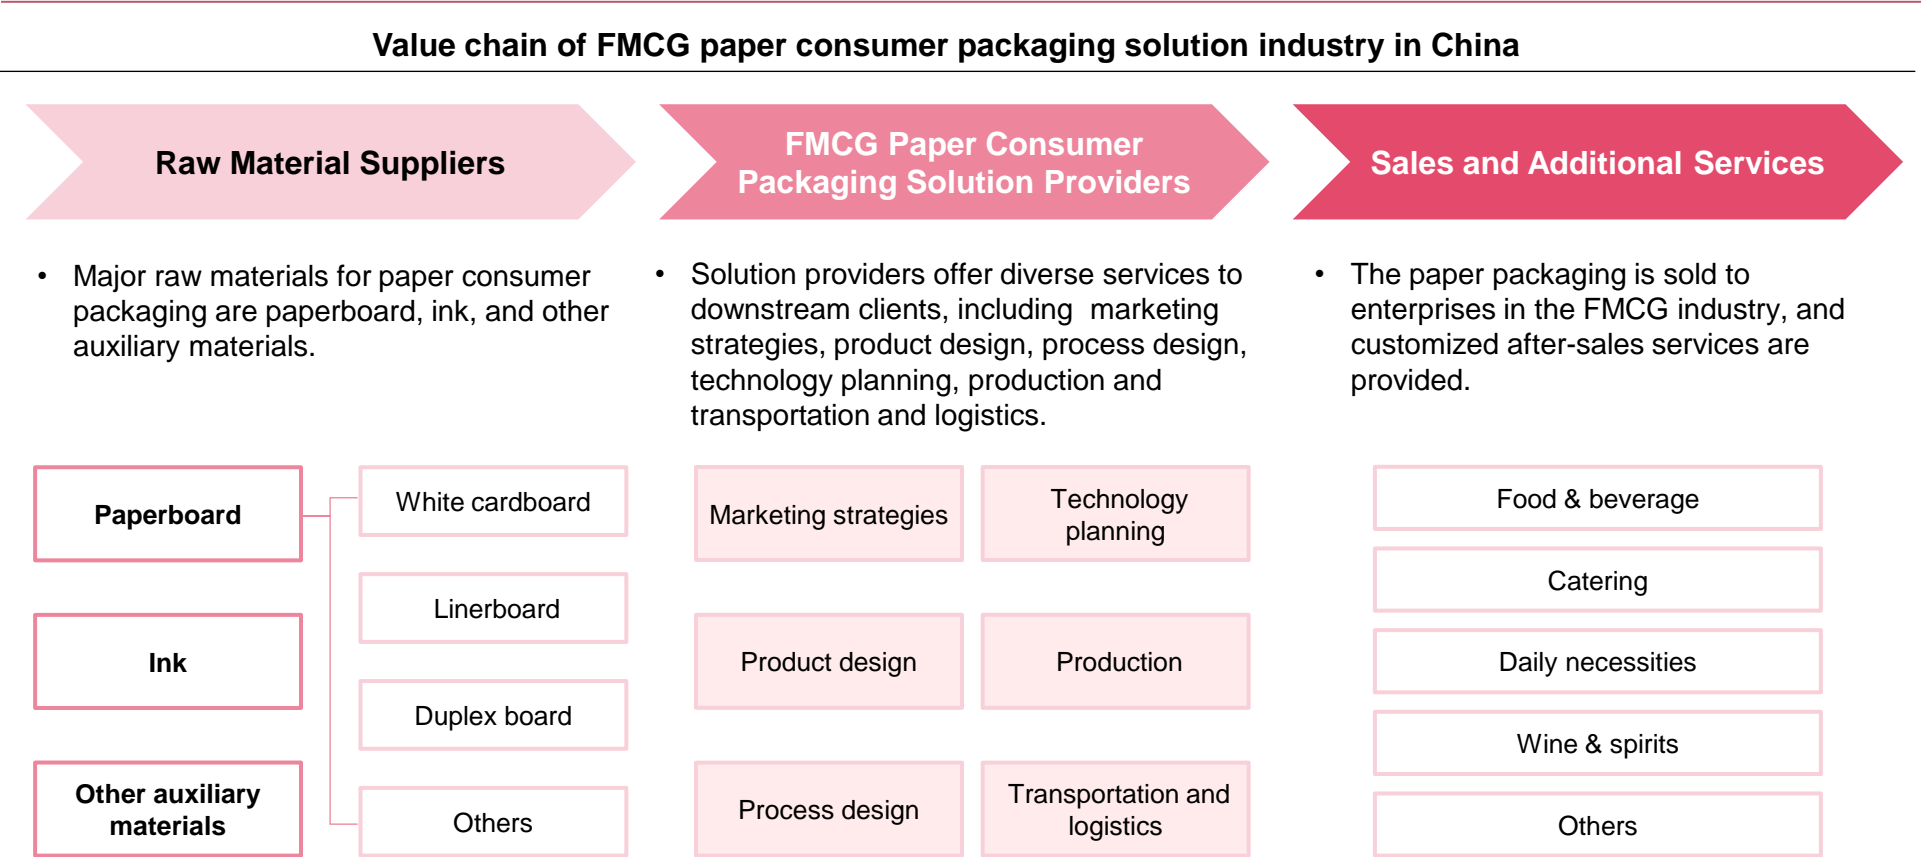 Value chain of FMCG paper consumer packaging solution industry in China
Raw Material Suppliers
• Major raw materials for paper consumer
packaging are paperboard, ink, and other
auxiliary materials.
Paperboard
Ink
Other auxiliary
materials
White cardboard
Linerboard
Duplex board
Others
FMCG Paper Consumer
Packaging Solution Providers
• Solution providers offer diverse services to
downstream clients, including marketing
strategies, product design, process design,
technology planning, production and
transportation and logistics.
Marketing strategies
Technology
planning
Product design
Production
Process design
Transportation and
logistics
Sales and Additional Services
• The paper packaging is sold to
enterprises in the FMCG industry, and
customized after-sales services are
provided.
Food & beverage
Catering
Daily necessities
Wine & spirits
Others